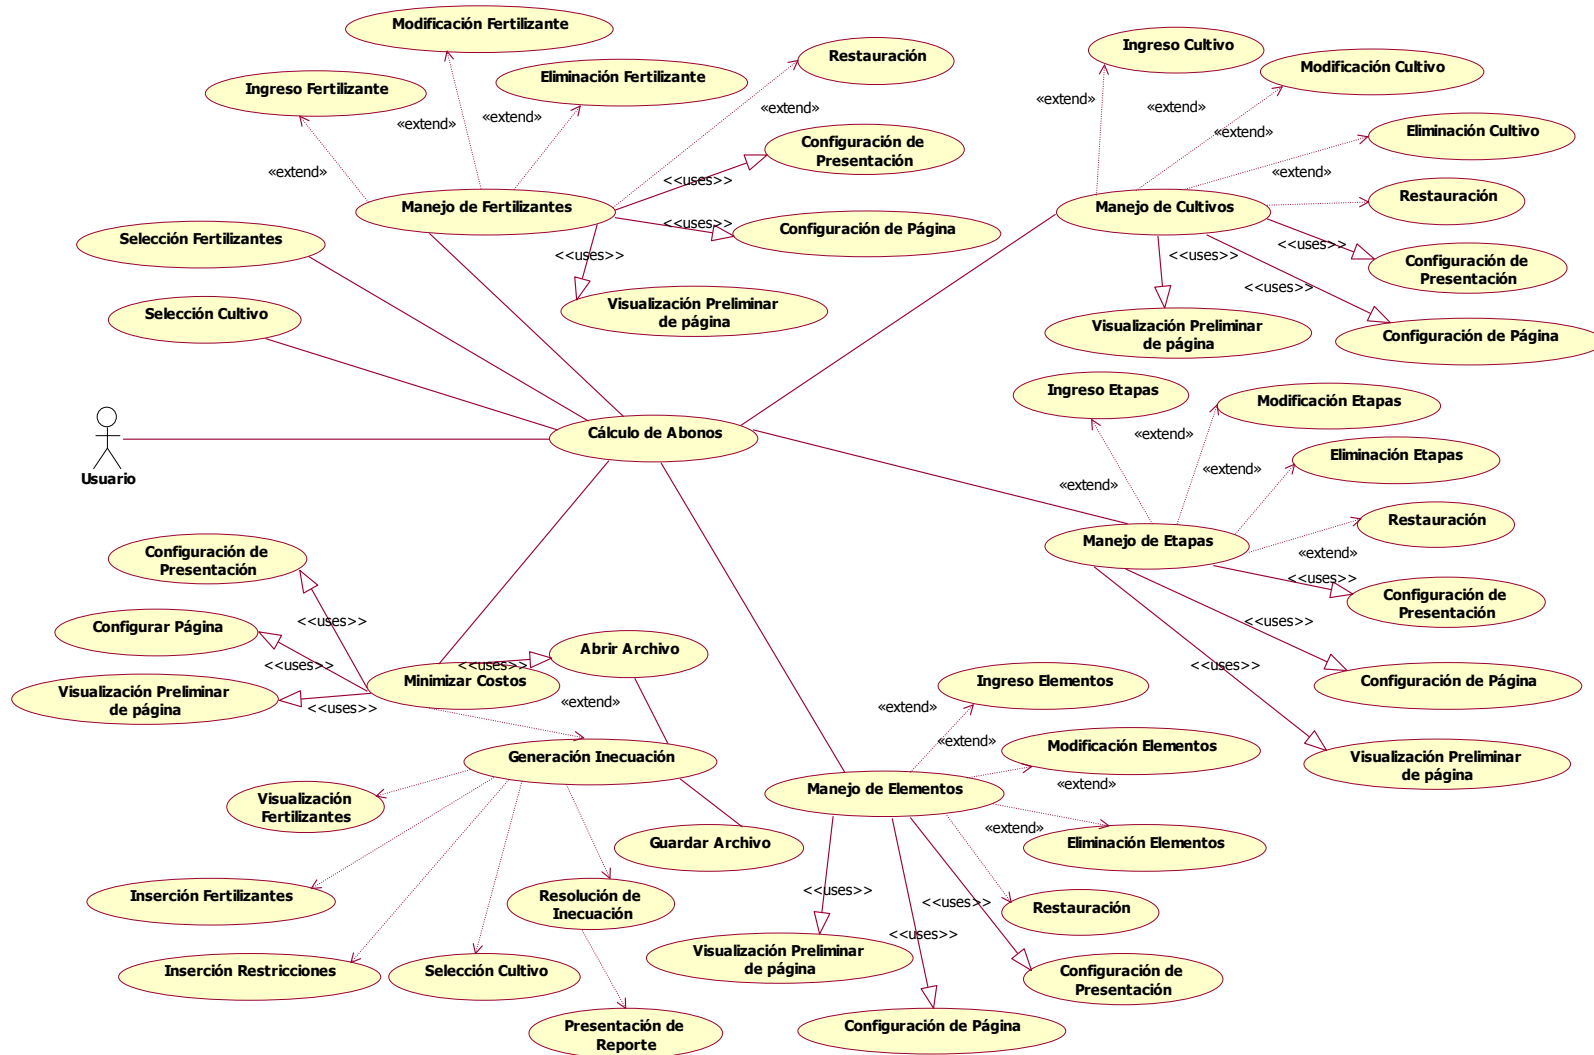 Modificación Fertilizante
Ingreso Fertilizante
Eliminación Fertilizante
Restauración
«extend»
«extend»
«extend»
«extend»
Configuración de
Presentación
<<uses>>
Manejo de Fertilizantes
<<uses>>
Configuración de Página
<<uses>>
Visualización Preliminar
de página
Selección Fertilizantes
Selección Cultivo
Ingreso Cultivo
Modificación Cultivo
Eliminación Cultivo
Restauración
«extend»
«extend»
«extend»
«extend»
Manejo de Cultivos
<<uses>>
<<uses>>
<<uses>>
Configuración de
Presentación
Visualización Preliminar
de página
Configuración de Página
Cálculo de Abonos
Usuario
Ingreso Etapas
Modificación Etapas
Eliminación Etapas
Restauración
«extend»
«extend»
«extend»
«extend»
Manejo de Etapas
<<uses>>
Configuración de
Presentación
<<uses>>
<<uses>>
Configuración de Página
Visualización Preliminar
de página
Configuración de
Presentación
Configurar Página
Visualización Preliminar
de página
<<uses>>
<<uses>>
<<uses>>
<<uses>>
Abrir Archivo
Minimizar Costos
«extend»
Generación Inecuación
Visualización
Fertilizantes
Guardar Archivo
Inserción Fertilizantes
Resolución de
Inecuación
Inserción Restricciones
Selección Cultivo
Presentación de
Reporte
Ingreso Elementos
«extend»
«extend»
Modificación Elementos
«extend»
Manejo de Elementos
«extend»
Eliminación Elementos
Restauración
<<uses>>
<<uses>>
<<uses>>
Visualización Preliminar
de página
Configuración de
Presentación
Configuración de Página